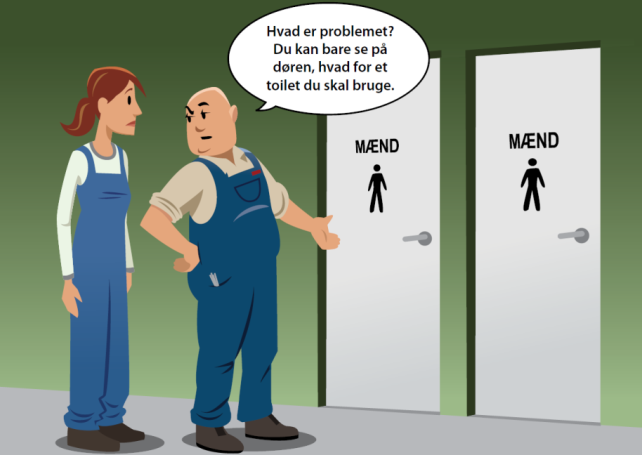 Hvad er problemet?
Du kan bare se på
døren, hvad for et
toilet du skal bruge.
MÆND
MÆND